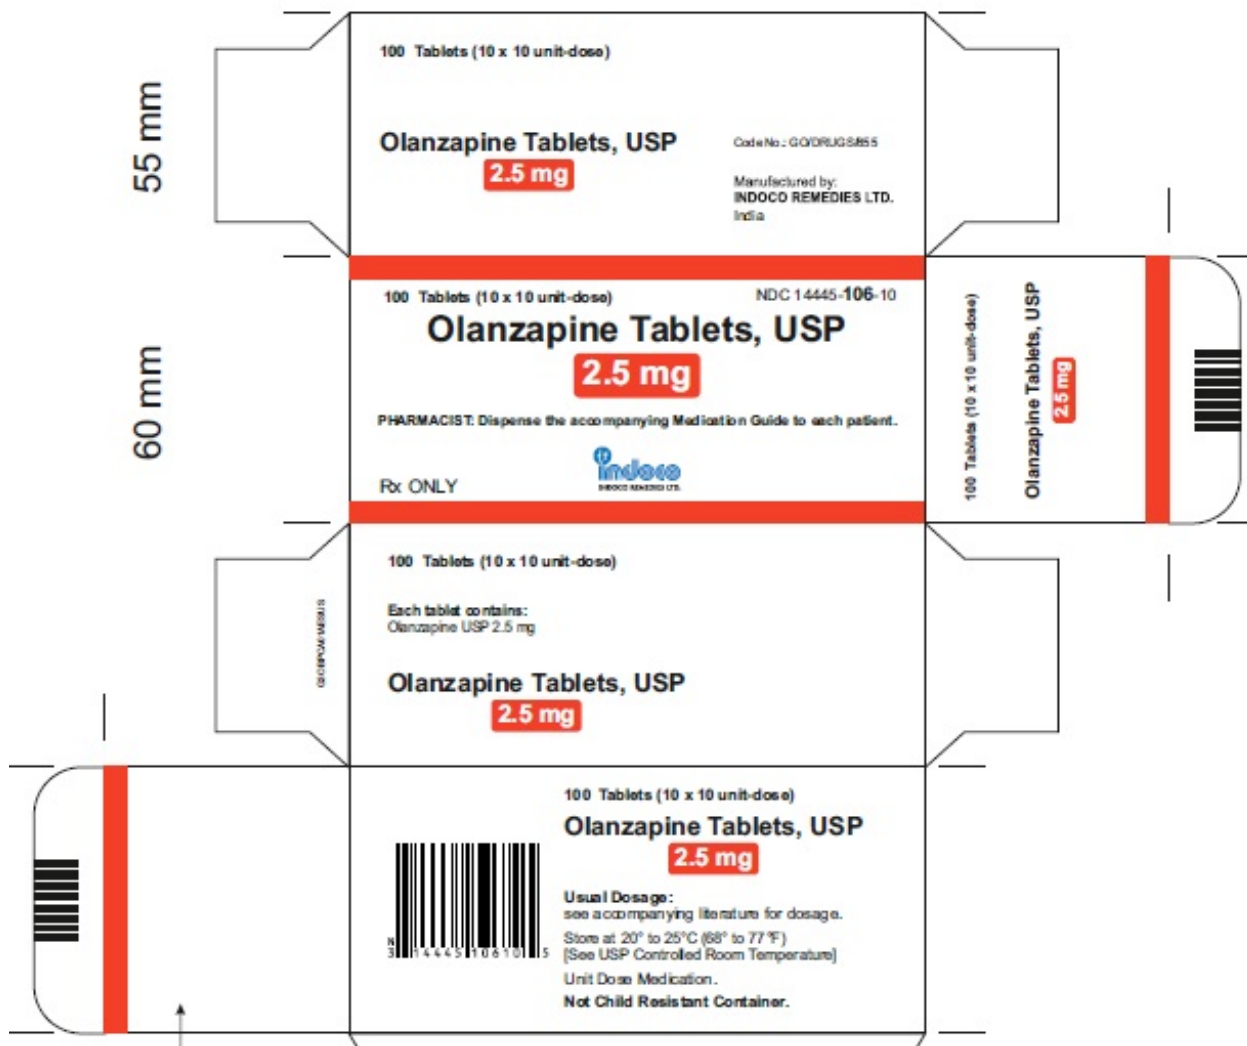 55 mm
100 Tablets (10 x 10 unit-dose)
Olanzapine Tablets, USP
2.5 mg
Code No.: GO/DRUGS/855
Manufactured by:
INDOCO REMEDIES LTD.
India
60 mm
100 Tablets (10 x 10 unit-dose)
NDC 14445-106-10
Olanzapine Tablets, USP
2.5 mg
PHARMACIST: Dispense the accompanying Medication Guide to each patient.
Rx ONLY
indoco
INDOCO REMEDIES LTD.
100 Tablets (10 x 10 unit-dose)
Olanzapine Tablets, USP
2.5 mg
100 Tablets (10 x 10 unit-dose)
Each tablet contains:
Olanzapine USP 2.5 mg
Olanzapine Tablets, USP
2.5 mg
100 Tablets (10 x 10 unit-dose)
Olanzapine Tablets, USP
2.5 mg
N
3 14445 10610 5
Usual Dosage:
see accompanying literature for dosage.
Store at 20° to 25°C (68° to 77°F)
[See USP Controlled Room Temperature]
Unit Dose Medication.
Not Child Resistant Container.